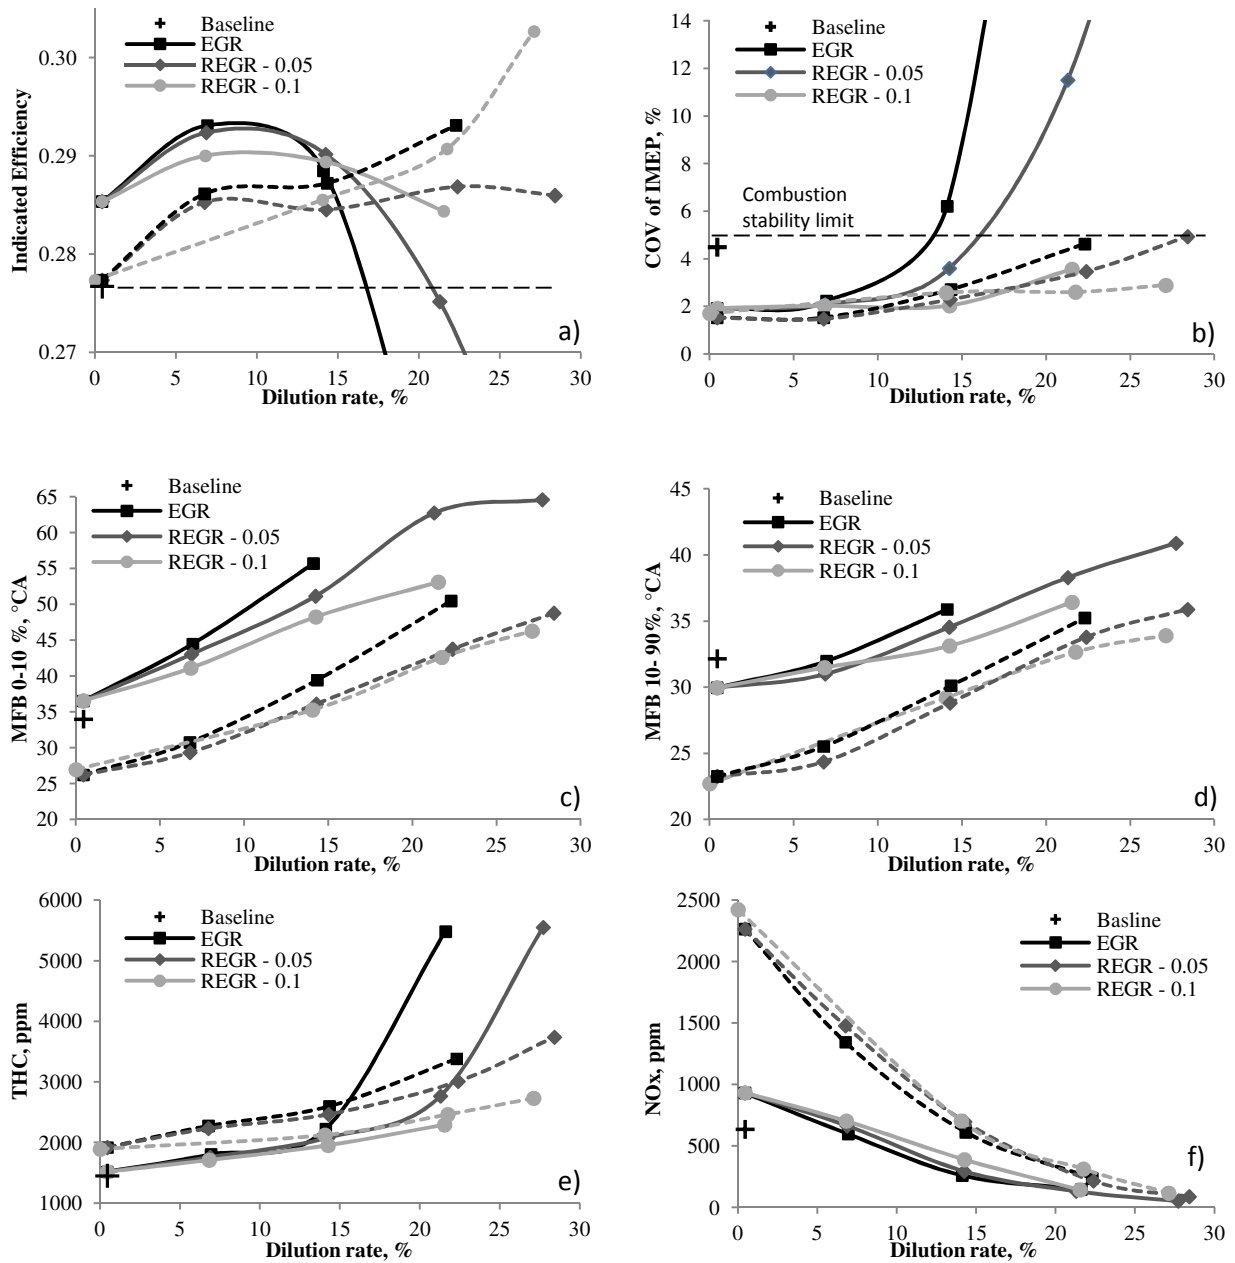 Baseline
EGR
REGR - 0.05
REGR - 0.1
0.30
0.29
0.28
0.27
Indicated Efficiency
0 5 10 15 20 25 30
Dilution rate, %
a)
Baseline
EGR
REGR - 0.05
REGR - 0.1
14
12
10
8
6
4
2
0
COV of IMEP, %
Combustion
stability limit
0 5 10 15 20 25 30
Dilution rate, %
b)
Baseline
EGR
REGR - 0.05
REGR - 0.1
65
60
55
50
45
40
35
30
25
20
MFB 0-10 %, °CA
0 5 10 15 20 25 30
Dilution rate, %
c)
Baseline
EGR
REGR - 0.05
REGR - 0.1
45
40
35
30
25
20
MFB 10- 90%, °CA
0 5 10 15 20 25 30
Dilution rate, %
d)
Baseline
EGR
REGR - 0.05
REGR - 0.1
6000
5000
4000
3000
2000
1000
THC, ppm
0 5 10 15 20 25 30
Dilution rate, %
e)
Basline
EGR
REGR - 0.05
REGR - 0.1
2500
2000
1500
1000
500
0
NOx, ppm
0 5 10 15 20 25 30
Dilution rate, %
f)